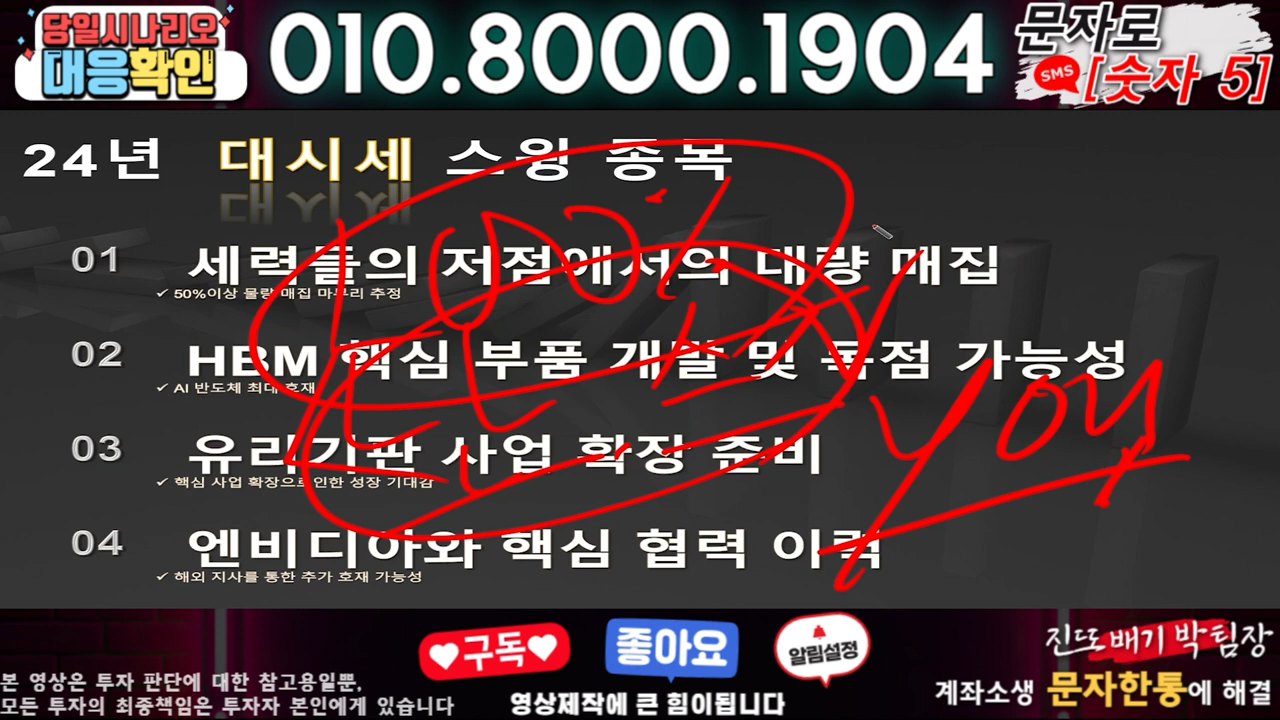 당일시나리오
대응확인
010.8000.1904
문자로
SMS
[숫자 5]
24년 대시세 스윙 종목
01 세력들의 저점에서의 대량 매집
✓ 50%이상 물량 매집 마무리 추정
02 HBM 핵심 부품 개발 및 독점 가능성
✓ AI 반도체 최대 호재
03 유리기판 사업 확장 준비
✓ 핵심 사업 확장으로인한 성장 기대감
04 엔비디아와 핵심 협력 이력
✓ 해외 지사를 통한 추가 호재 가능성
구독
좋아요
알림설정
영상제작에 큰 힘이됩니다
본 영상은 투자 판단에 대한 참고용일뿐,
모든 투자의 최종책임은 투자자 본인에게 있습니다
진또배기 박팀장
계좌소생 문자한통에 해결